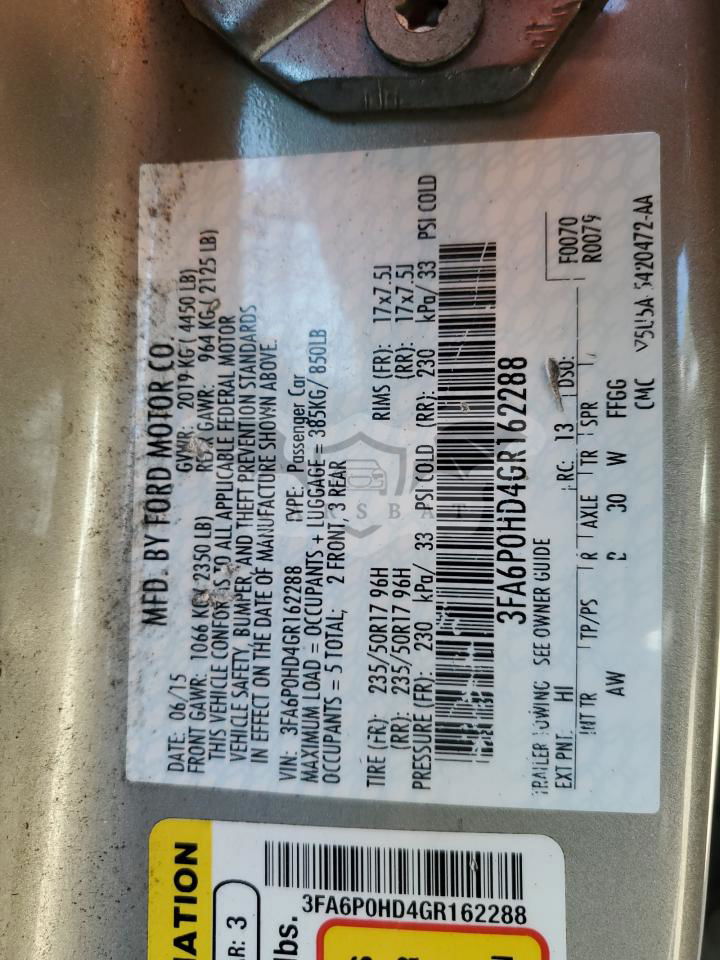 MFD. BY FORD MOTOR CO.
DATE: 06/15 GVWR: 2019 KG ( 4450 LB)
FRONT GAWR: 1066 KG ( 2350 LB) REAR GAWR: 964 KG ( 2125 LB)
THIS VEHICLE CONFORMS TO ALL APPLICABLE FEDERAL MOTOR
VEHICLE SAFETY, BUMPER, AND THEFT PREVENTION STANDARDS
IN EFFECT ON THE DATE OF MANUFACTURE SHOWN ABOVE.
VIN: 3FA6P0HD4GR162288 TYPE: Passenger Car
MAXIMUM LOAD = OCCUPANTS + LUGGAGE = 385KG/ 850LB
OCCUPANTS = 5 TOTAL; 2 FRONT, 3 REAR
TIRE (FR): 235/50R17 96H RIMS (FR): 17x7.5J
(RR): 235/50R17 96H (RR): 17x7.5J
PRESSURE (FR): 230 kPa/ 33 PSI COLD (RR): 230 kPa/ 33 PSI COLD
3FA6P0HD4GR162288
TRAILER TOWING SEE OWNER GUIDE
EXT PNT: HI RC: 13 DSO: F0070
R0079
INT TR TP/PS R AXLE TR SPR
AW 30 W FFGG
CMC 5420472-AA
3FA6P0HD4GR162288
AR: 3
lbs.